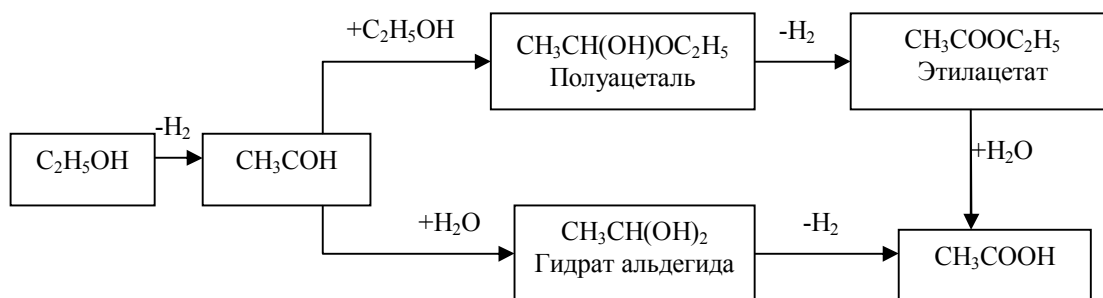 +C₂H₅OH
CH₃CH(OH)OC₂H₅
Полуацеталь
-H₂
CH₃COOC₂H₅
Этилацетат
C₂H₅OH
-H₂
CH₃COH
+H₂O
+H₂O
CH₃CH(OH)₂
Гидрат альдегида
-H₂
CH₃COOH